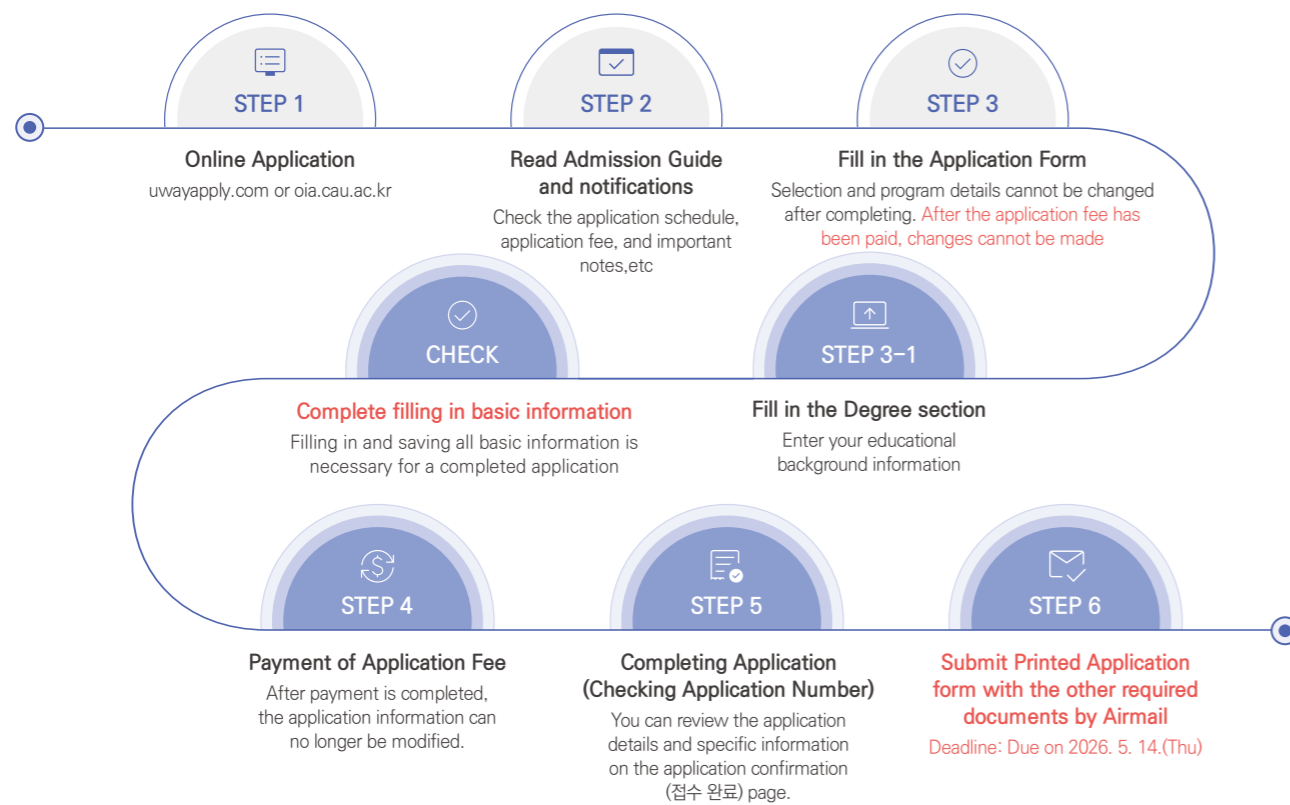 STEP 1
Online Application
uwayapply.com or oia.cau.ac.kr
STEP 2
Read Admission Guide
and notifications
Check the application schedule,
application fee, and important
notes,etc
STEP 3
Fill in the Application Form
Selection and program details cannot be changed
after completing. After the application fee has
been paid, changes cannot be made
STEP 3-1
Fill in the Degree section
Enter your educational
background information
CHECK
Complete filling in basic information
Filling in and saving all basic information is
necessary for a completed application
STEP 4
Payment of Application Fee
After payment is completed,
the application information can
no longer be modified.
STEP 5
Completing Application
(Checking Application Number)
You can review the application
details and specific information
on the application confirmation
(접수 완료) page.
STEP 6
Submit Printed Application
form with the other required
documents by Airmail
Deadline: Due on 2026. 5. 14.(Thu)